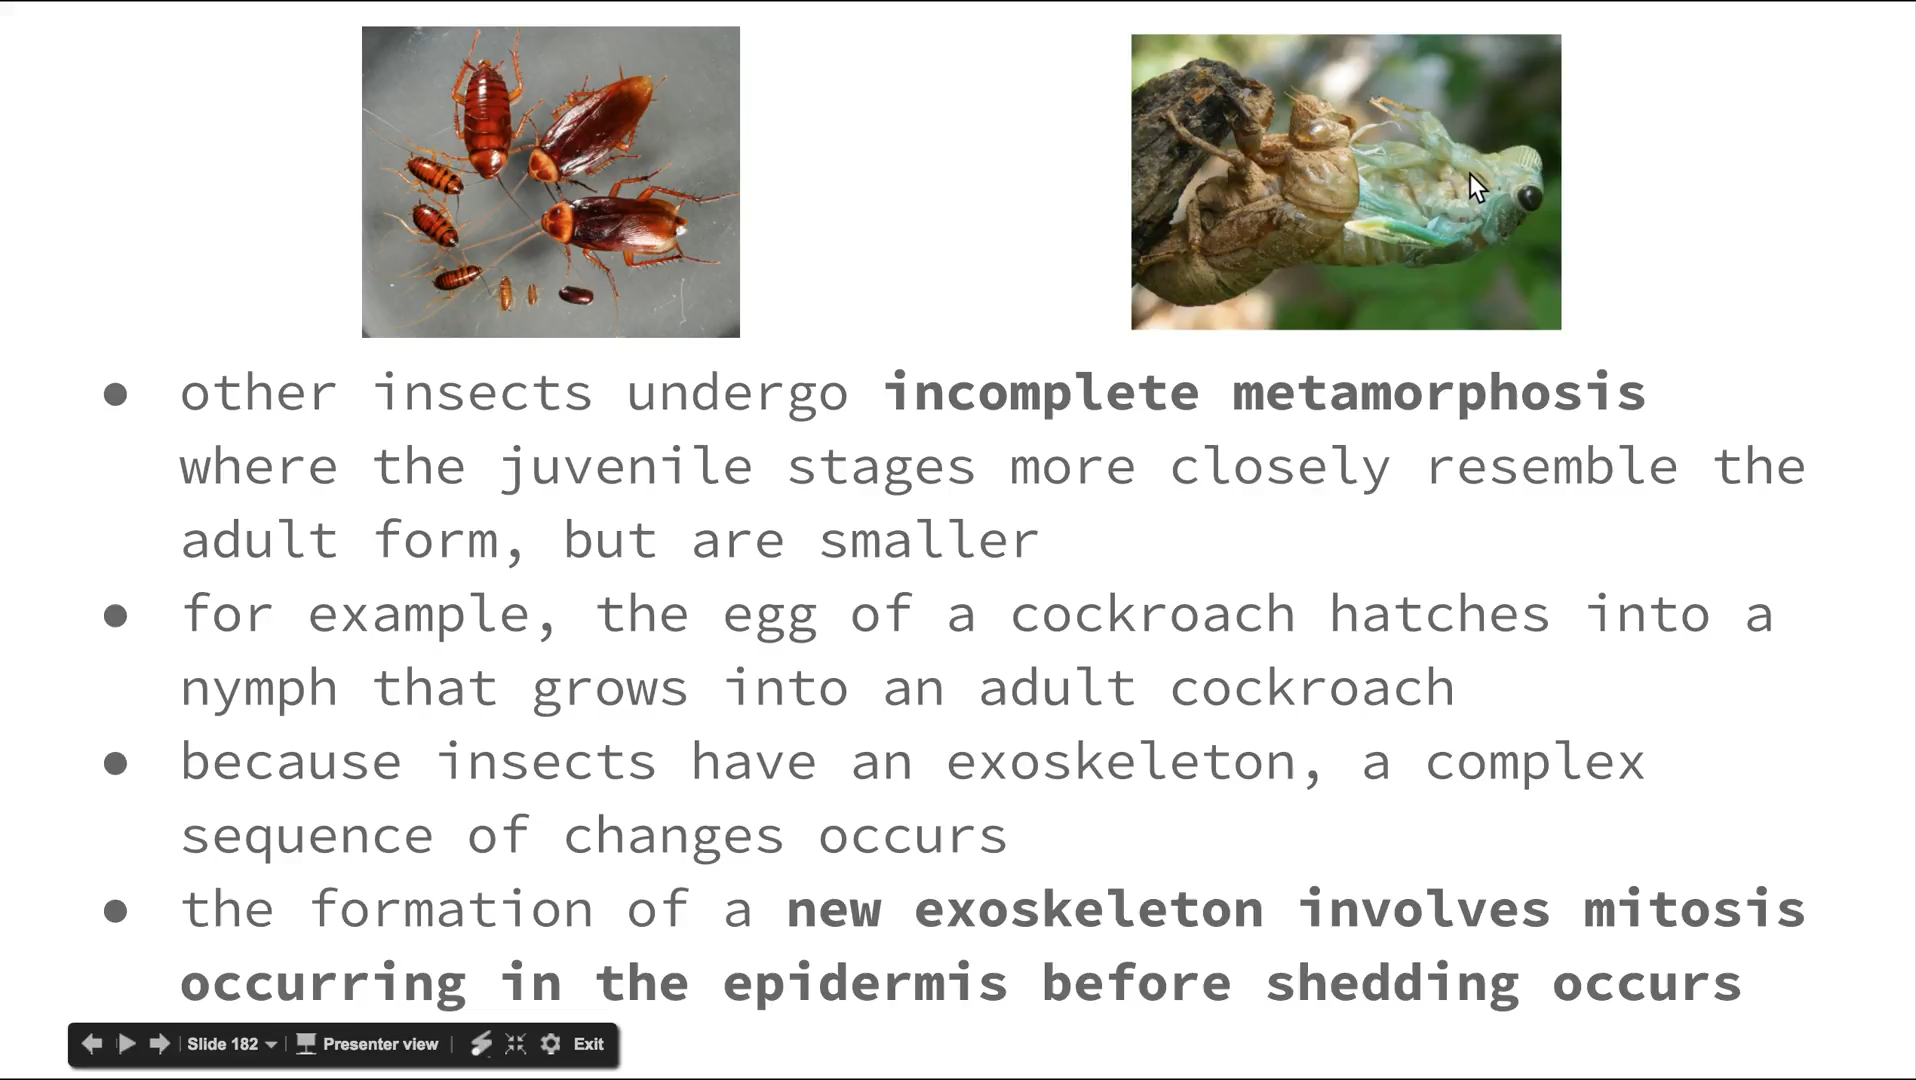 ● other insects undergo incomplete metamorphosis
where the juvenile stages more closely resemble the
adult form, but are smaller
● for example, the egg of a cockroach hatches into a
nymph that grows into an adult cockroach
● because insects have an exoskeleton, a complex
sequence of changes occurs
● the formation of a new exoskeleton involves mitosis
occurring in the epidermis before shedding occurs
Slide 182 Presenter view Exit